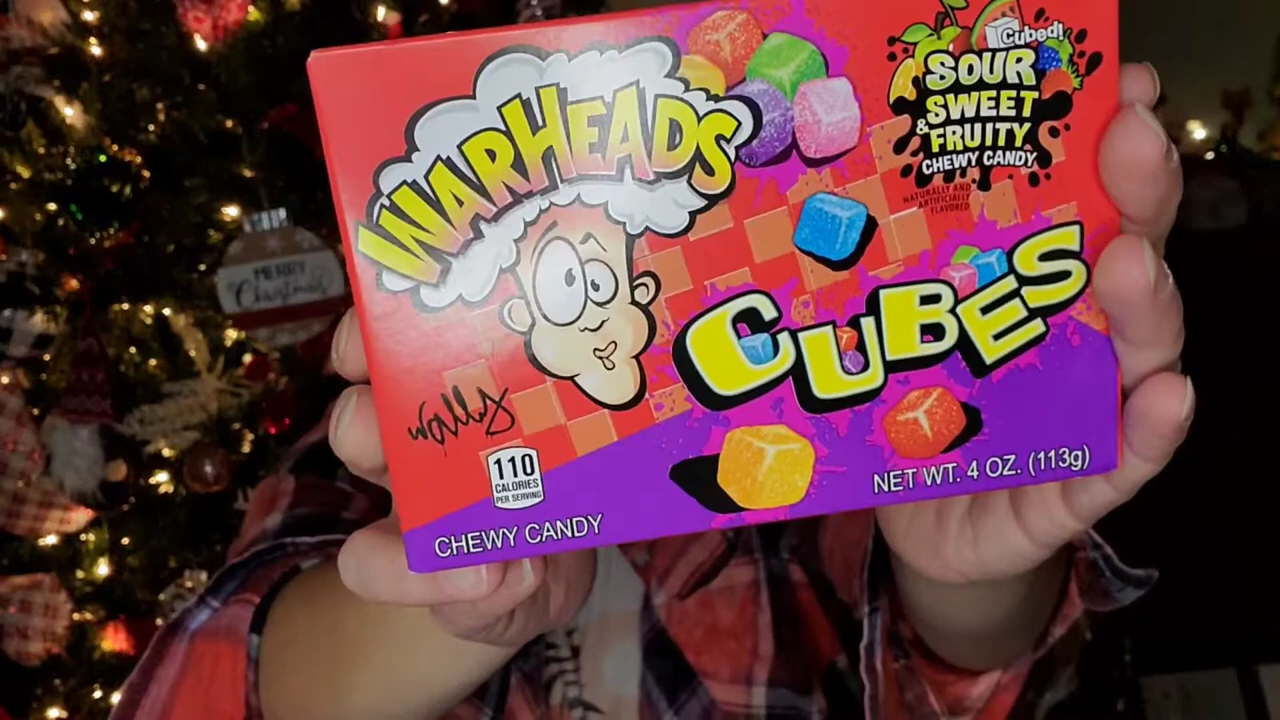 WARHEADS
Cubed!
SOUR
SWEET
& FRUITY
CHEWY CANDY
NATURALLY AND
ARTIFICIALLY
FLAVORED
CUBES
MERRY
Christmas
Wally
110
CALORIES
PER SERVING
NET WT. 4 OZ. (113g)
CHEWY CANDY